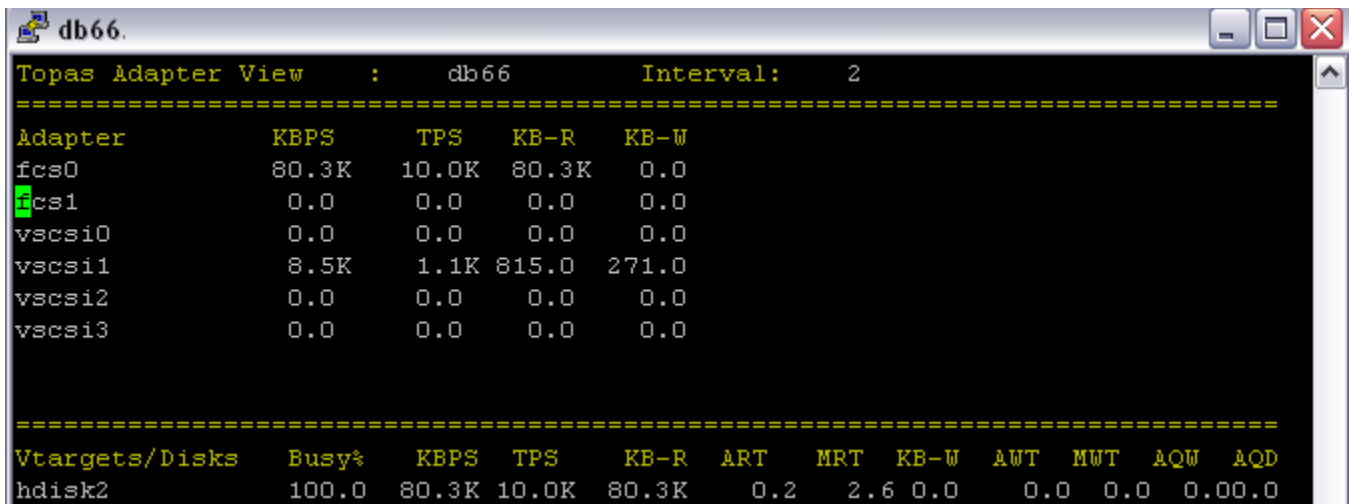 db66.
Topas Adapter View : db66 Interval: 2
===============================================================================
Adapter KBPS TPS KB-R KB-W
fcs0 80.3K 10.0K 80.3K 0.0
fcs1 0.0 0.0 0.0 0.0
vscsi0 0.0 0.0 0.0 0.0
vscsi1 8.5K 1.1K 815.0 271.0
vscsi2 0.0 0.0 0.0 0.0
vscsi3 0.0 0.0 0.0 0.0
===============================================================================
Vtargets/Disks Busy% KBPS TPS KB-R ART MRT KB-W AWT MWT AQW AQD
hdisk2 100.0 80.3K 10.0K 80.3K 0.2 2.6 0.0 0.0 0.0 0.00.0